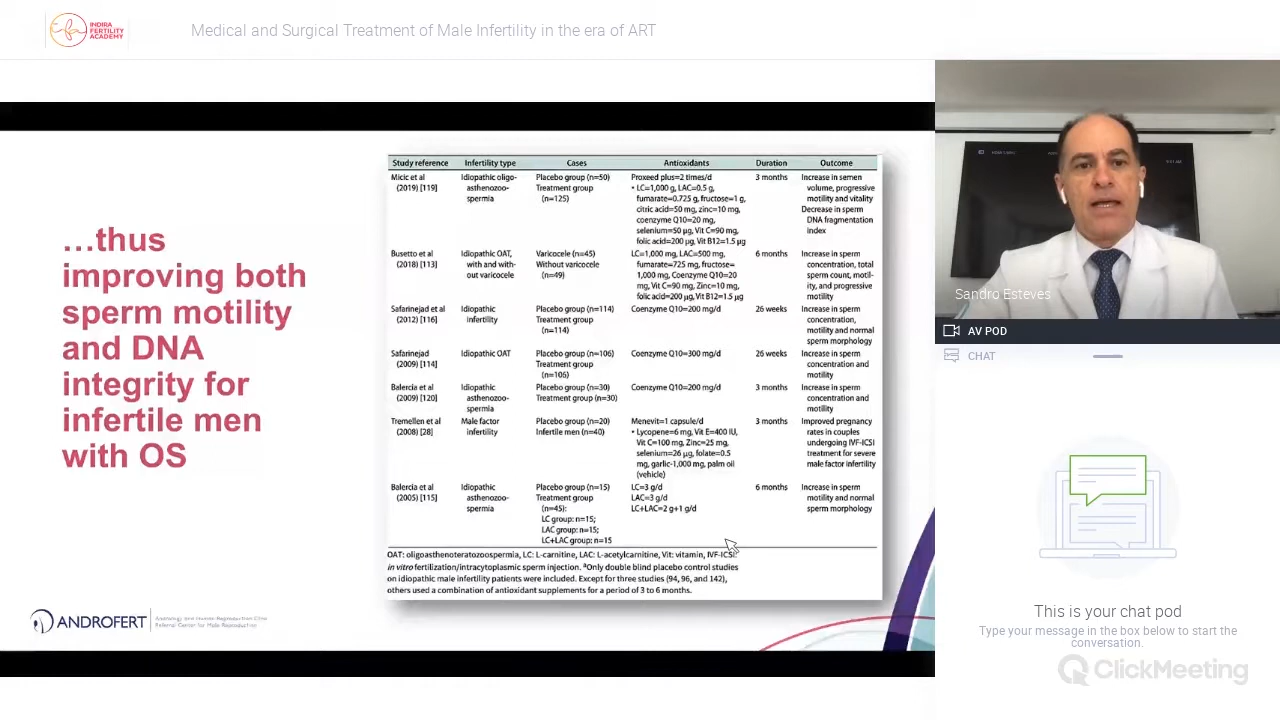 INDIRA
FERTILITY
ACADEMY
Medical and Surgical Treatment of Male Infertility in the era of ART
…thus
improving both
sperm motility
and DNA
integrity for
infertile men
with OS
Study reference Infertility type Cases Antioxidants Duration Outcome
Micic et al Idiopathic oligo- Placebo group (n=50) Proxeed plus=2 times/d 3 months Increase in semen
(2019) [119] asthenozoo- Treatment group • LC=1,000 g, LAC=0.5 g, volume, progressive
spermia (n=125) fumarate=0.725 g, fructose=1 g, motility and vitality
citric acid=50 mg, zinc=10 mg, Decrease in sperm
coenzyme Q10=20 mg, DNA fragmentation
selenium=50 μg, Vit C=90 mg, index
folic acid=200 μg, Vit B12=1.5 μg
Busetto et al Idiopathic OAT, Varicocele (n=45) LC=1,000 mg, LAC=500 mg, 6 months Increase in sperm
(2018) [113] with and with- Without varicocele fumarate=725 mg, fructose= concentration, total
out varicocele (n=49) 1,000 mg, Coenzyme Q10=20 sperm count, motil-
mg, Vit C=90 mg, Zinc=10 mg, ity, and progressive
folic acid=200 μg, Vit B12=1.5 μg motility
Safarinejad et al Idiopathic Placebo group (n=114) Coenzyme Q10=200 mg/d 26 weeks Increase in sperm
(2012) [116] infertility Treatment group concentration,
(n=114) motility and normal
sperm morphology
Safarinejad Idiopathic OAT Placebo group (n=106) Coenzyme Q10=300 mg/d 26 weeks Increase in sperm
(2009) [114] Treatment group concentration and
(n=106) motility
Balercia et al Idiopathic Placebo group (n=30) Coenzyme Q10=200 mg/d 3 months Increase in sperm
(2009) [120] asthenozoo- Treatment group (n=30) concentration and
spermia motility
Tremellen et al Male factor Placebo group (n=20) Menevit=1 capsule/d 3 months Improved pregnancy
(2008) [28] infertility Infertile men (n=40) • Lycopene=6 mg, Vit E=400 IU, rates in couples
Vit C=100 mg, Zinc=25 mg, undergoing IVF-ICSI
selenium=26 μg, folate=0.5 treatment for severe
mg, garlic-1,000 mg, palm oil male factor infertility
(vehicle)
Balercia et al Idiopathic Placebo group (n=15) LC=3 g/d 6 months Increase in sperm
(2005) [115] asthenozoo- Treatment group LAC=3 g/d motility and normal
spermia (n=45): LC+LAC=2 g+1 g/d sperm morphology
LC group: n=15;
LAC group: n=15;
LC+LAC group: n=15
OAT: oligoasthenoteratozoospermia, LC: L-carnitine, LAC: L-acetylcarnitine, Vit: vitamin, IVF-ICSI:
in vitro fertilization/intracytoplasmic sperm injection. ªOnly double blind placebo control studies
on idiopathic male infertility patients were included. Except for three studies (94, 96, and 142),
others used a combination of antioxidant supplements for a period of 3 to 6 months.
ANDROFERT
Andrology and Human Reproduction Clinic
Referral Center for Male Reproduction
Sandro Esteves
AV POD
CHAT
This is your chat pod
Type your message in the box below to start the
conversation.
ClickMeeting